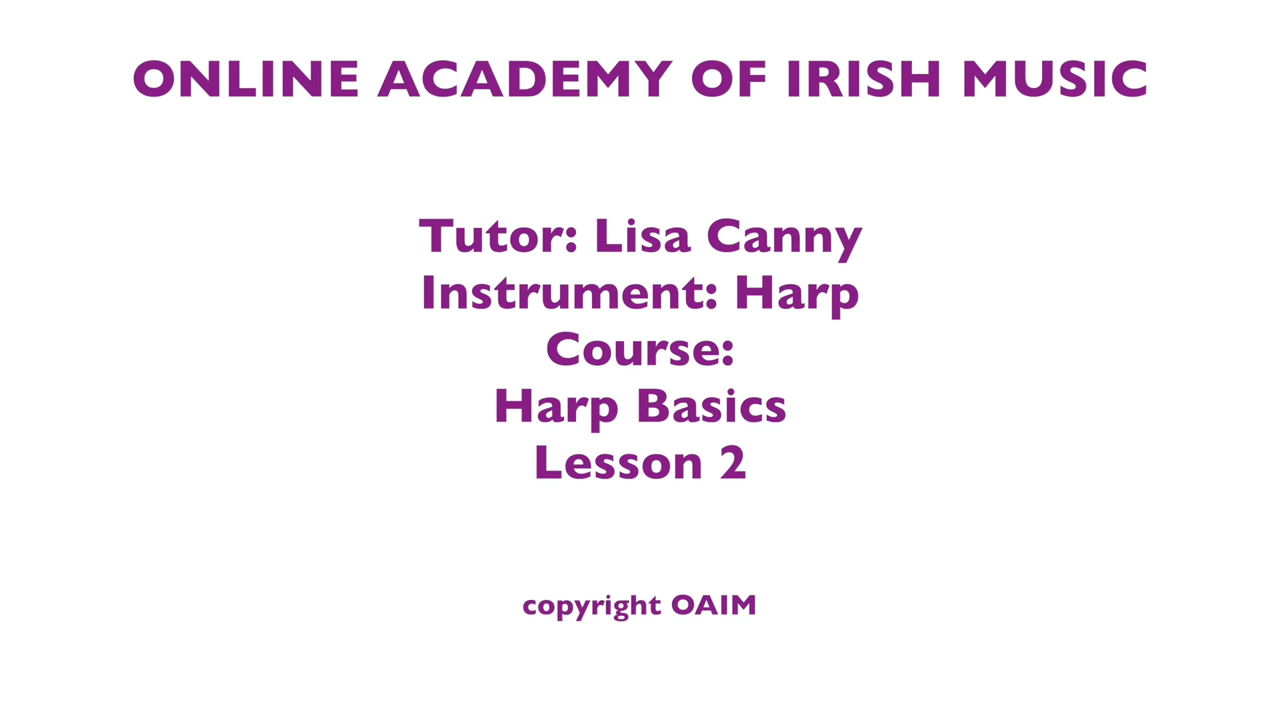 ONLINE ACADEMY OF IRISH MUSIC
Tutor: Lisa Canny
Instrument: Harp
Course:
Harp Basics
Lesson 2
copyright OAIM